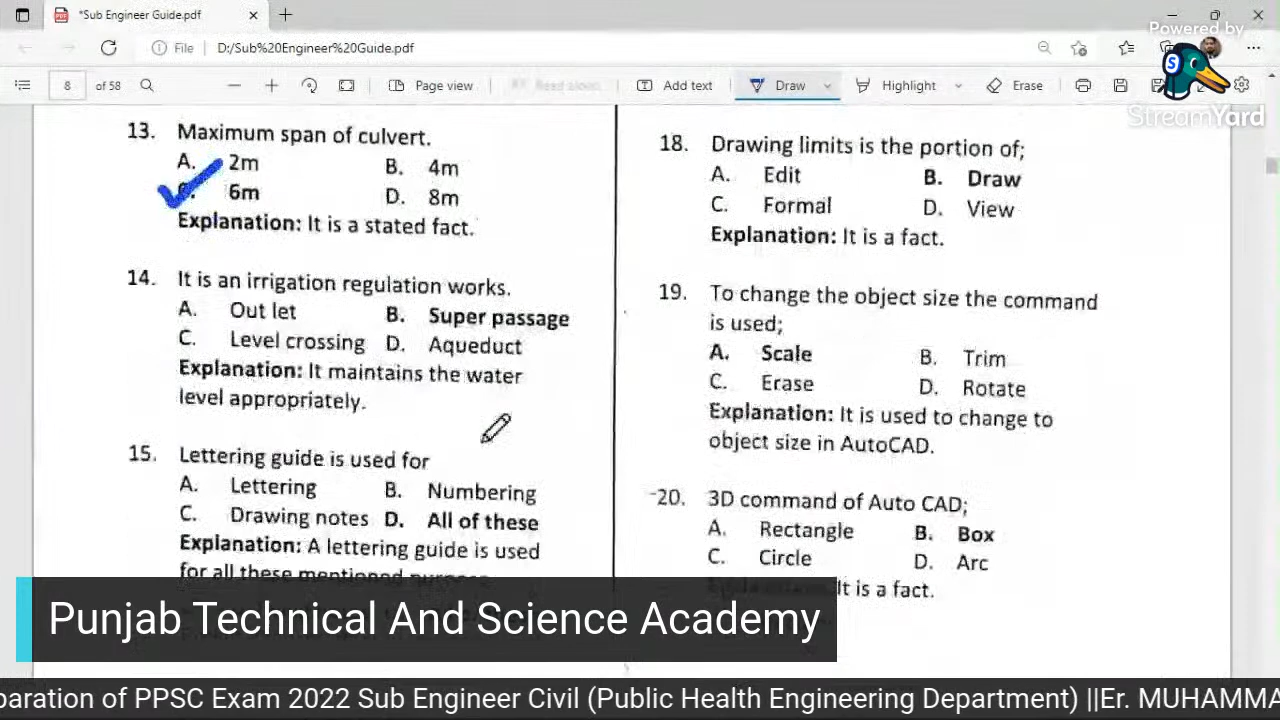 *Sub Engineer Guide.pdf
File D:/Sub%20Engineer%20Guide.pdf
8 of 58 Page view Read aloud Add text Draw Highlight Erase
Powered by
StreamYard
13. Maximum span of culvert.
A. 2m B. 4m
6m D. 8m
Explanation: It is a stated fact.
14. It is an irrigation regulation works.
A. Out let B. Super passage
C. Level crossing D. Aqueduct
Explanation: It maintains the water
level appropriately.
15. Lettering guide is used for
A. Lettering B. Numbering
C. Drawing notes D. All of these
Explanation: A lettering guide is used
for all these mentioned
18. Drawing limits is the portion of;
A. Edit B. Draw
C. Formal D. View
Explanation: It is a fact.
19. To change the object size the command
is used;
A. Scale B. Trim
C. Erase D. Rotate
Explanation: It is used to change to
object size in AutoCAD.
20. 3D command of Auto CAD;
A. Rectangle B. Box
C. Circle D. Arc
It is a fact.
Punjab Technical And Science Academy
paration of PPSC Exam 2022 Sub Engineer Civil (Public Health Engineering Department) ||Er. MUHAMMA